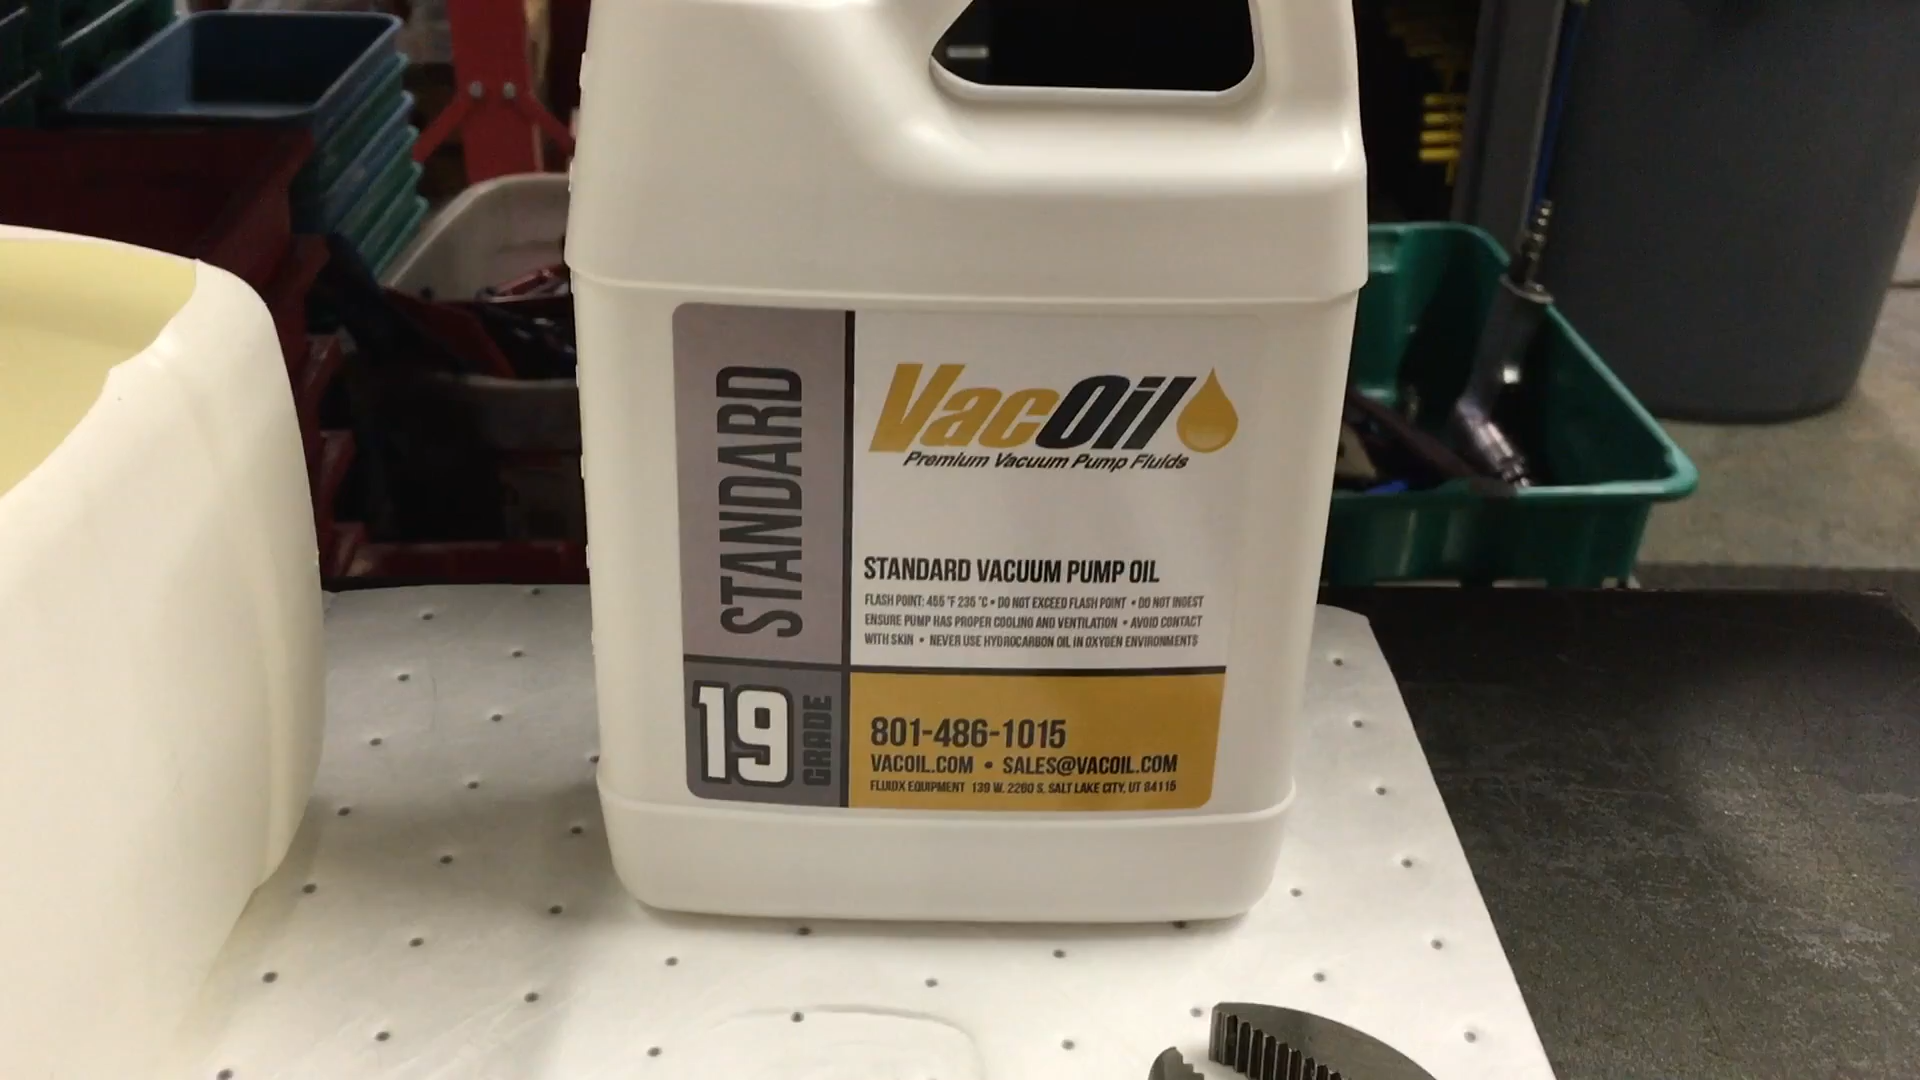 STANDARD
19 GRADE
VacOil
Premium Vacuum Pump Fluids
STANDARD VACUUM PUMP OIL
FLASH POINT: 455 °F 235 °C • DO NOT EXCEED FLASH POINT • DO NOT INGEST
ENSURE PUMP HAS PROPER COOLING AND VENTILATION • AVOID CONTACT
WITH SKIN • NEVER USE HYDROCARBON OIL IN OXYGEN ENVIRONMENTS
801-486-1015
VACOIL.COM • SALES@VACOIL.COM
FLUIDX EQUIPMENT 139 W. 2260 S. SALT LAKE CITY, UT 84115